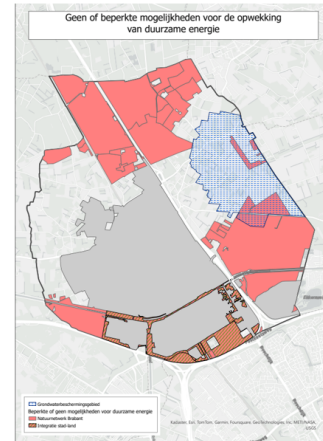 Geen of beperkte mogelijkheden voor de opwekking
van duurzame energie
Grondwaterbeschermingsgebied
Beperkte of geen mogelijkheden voor duurzame energie
Natuurnetwerk Brabant
Integratie stad-land
Kadaster, Esri, TomTom, Garmin, Foursquare, GeoTechnologies, Inc, METI/NASA,
USGS